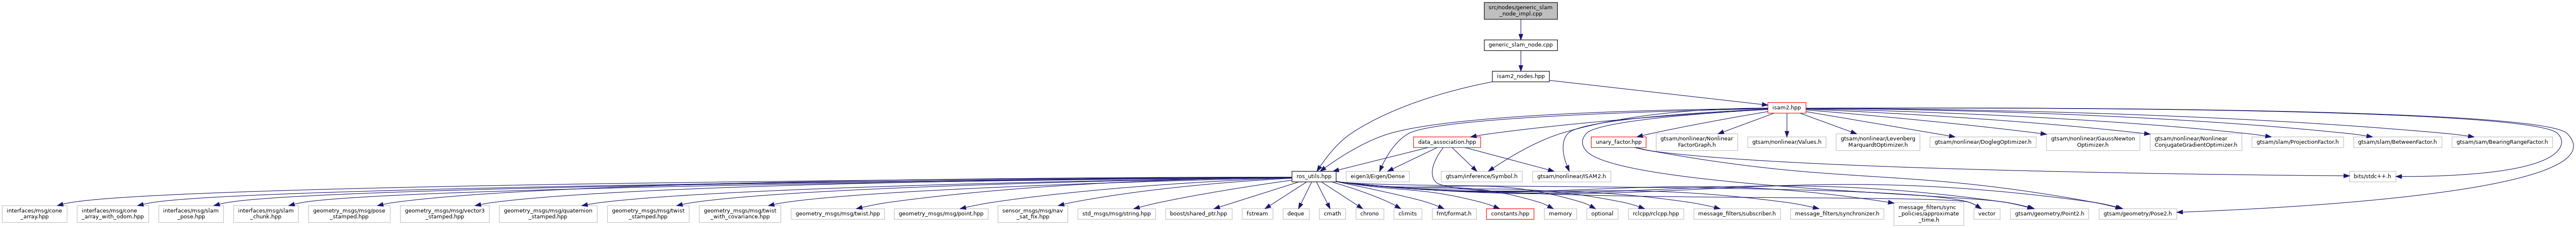 src/nodes/generic_slam
_node_impl.cpp
generic_slam_node.cpp
isam2_nodes.hpp
isam2.hpp
data_association.hpp
unary_factor.hpp
gtsam/nonlinear/Nonlinear
FactorGraph.h
gtsam/nonlinear/Values.h
gtsam/nonlinear/Levenberg
MarquardtOptimizer.h
gtsam/nonlinear/DoglegOptimizer.h
gtsam/nonlinear/GaussNewton
Optimizer.h
gtsam/nonlinear/Nonlinear
ConjugateGradientOptimizer.h
gtsam/slam/ProjectionFactor.h
gtsam/slam/BetweenFactor.h
gtsam/sam/BearingRangeFactor.h
ros_utils.hpp
eigen3/Eigen/Dense
gtsam/inference/Symbol.h
gtsam/nonlinear/ISAM2.h
bits/stdc++.h
interfaces/msg/cone
_array.hpp
interfaces/msg/cone
_array_with_odom.hpp
interfaces/msg/slam
_pose.hpp
interfaces/msg/slam
_chunk.hpp
geometry_msgs/msg/pose
_stamped.hpp
geometry_msgs/msg/vector3
_stamped.hpp
geometry_msgs/msg/quaternion
_stamped.hpp
geometry_msgs/msg/twist
_stamped.hpp
geometry_msgs/msg/twist
_with_covariance.hpp
geometry_msgs/msg/twist.hpp
geometry_msgs/msg/point.hpp
sensor_msgs/msg/nav
_sat_fix.hpp
std_msgs/msg/string.hpp
boost/shared_ptr.hpp
fstream
deque
cmath
chrono
climits
fmt/format.h
constants.hpp
memory
optional
rclcpp/rclcpp.hpp
message_filters/subscriber.h
message_filters/synchronizer.h
message_filters/sync
_policies/approximate
_time.h
vector
gtsam/geometry/Point2.h
gtsam/geometry/Pose2.h